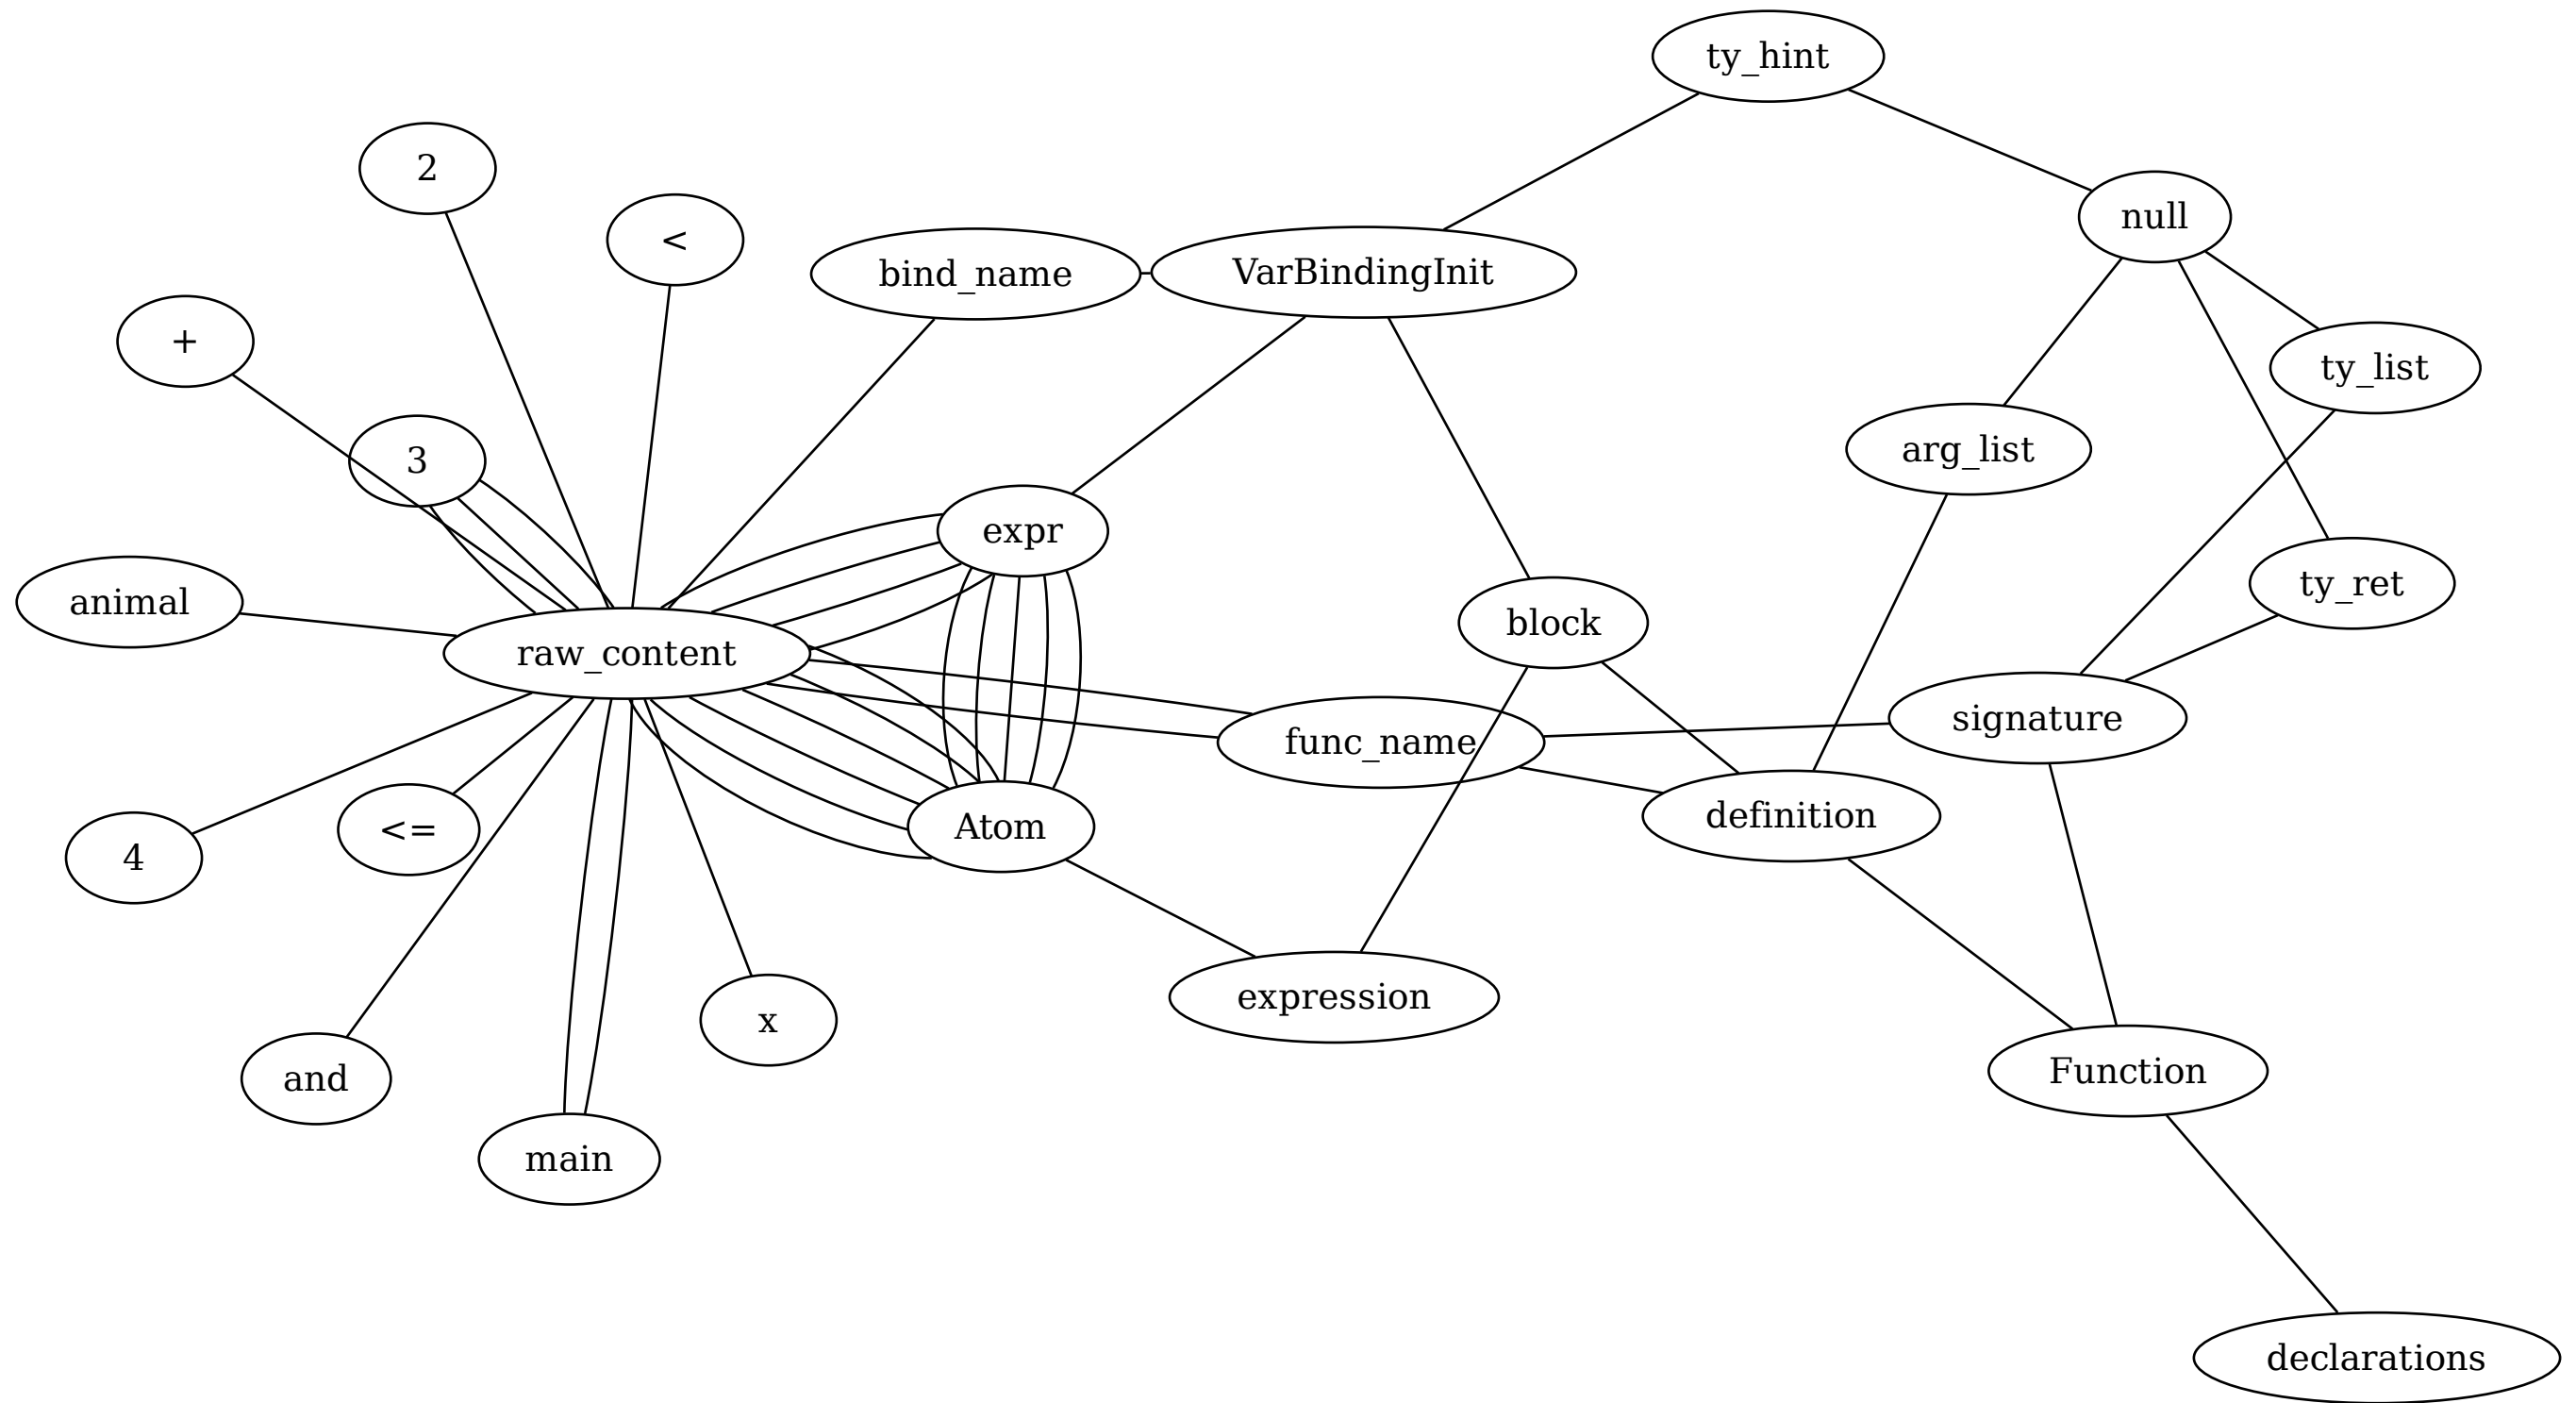 ty_hint
2
null
<
bind_name
VarBindingInit
+
ty_list
arg_list
3
expr
ty_ret
animal
block
raw_content
signature
func_name
definition
Atom
<=
4
expression
x
Function
and
main
declarations